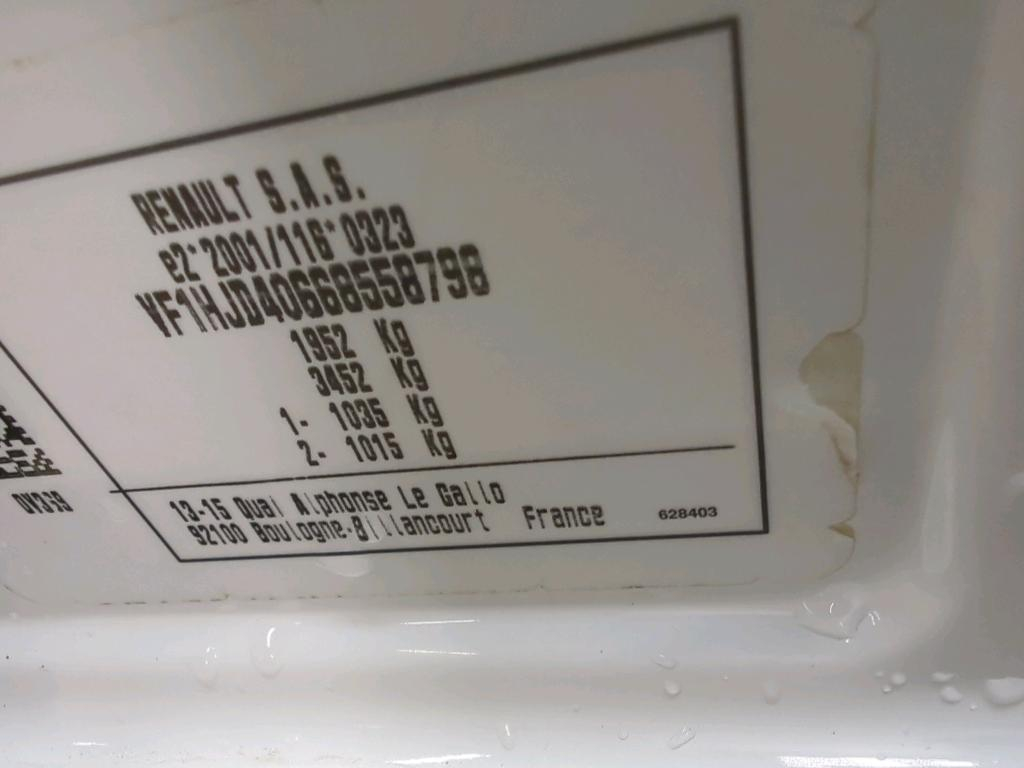 RENAULT S.A.S.
e2*2001/116*0323
VF1HJD40668558798
1952 Kg
3452 Kg
1- 1035 Kg
2- 1015 Kg
DY339
13-15 Quai Alphonse Le Gallo
92100 Boulogne-Billancourt France
628403